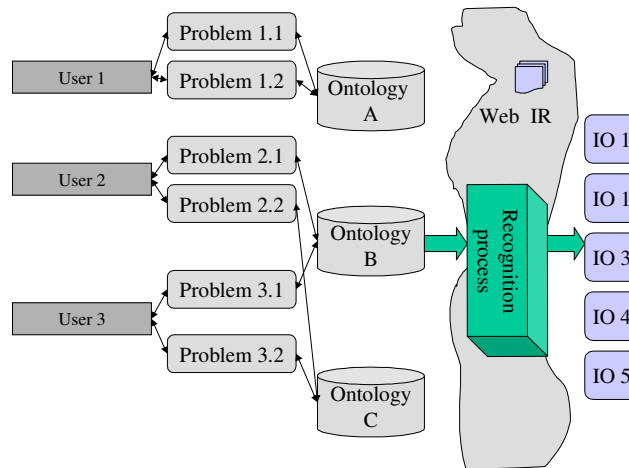 Problem 1.1
User 1
Problem 1.2
Ontology
A
Web IR
IO 1
User 2
Problem 2.1
Problem 2.2
IO 1
Ontology
B
Recognition
process
IO 3
User 3
Problem 3.1
Problem 3.2
IO 4
Ontology
C
IO 5